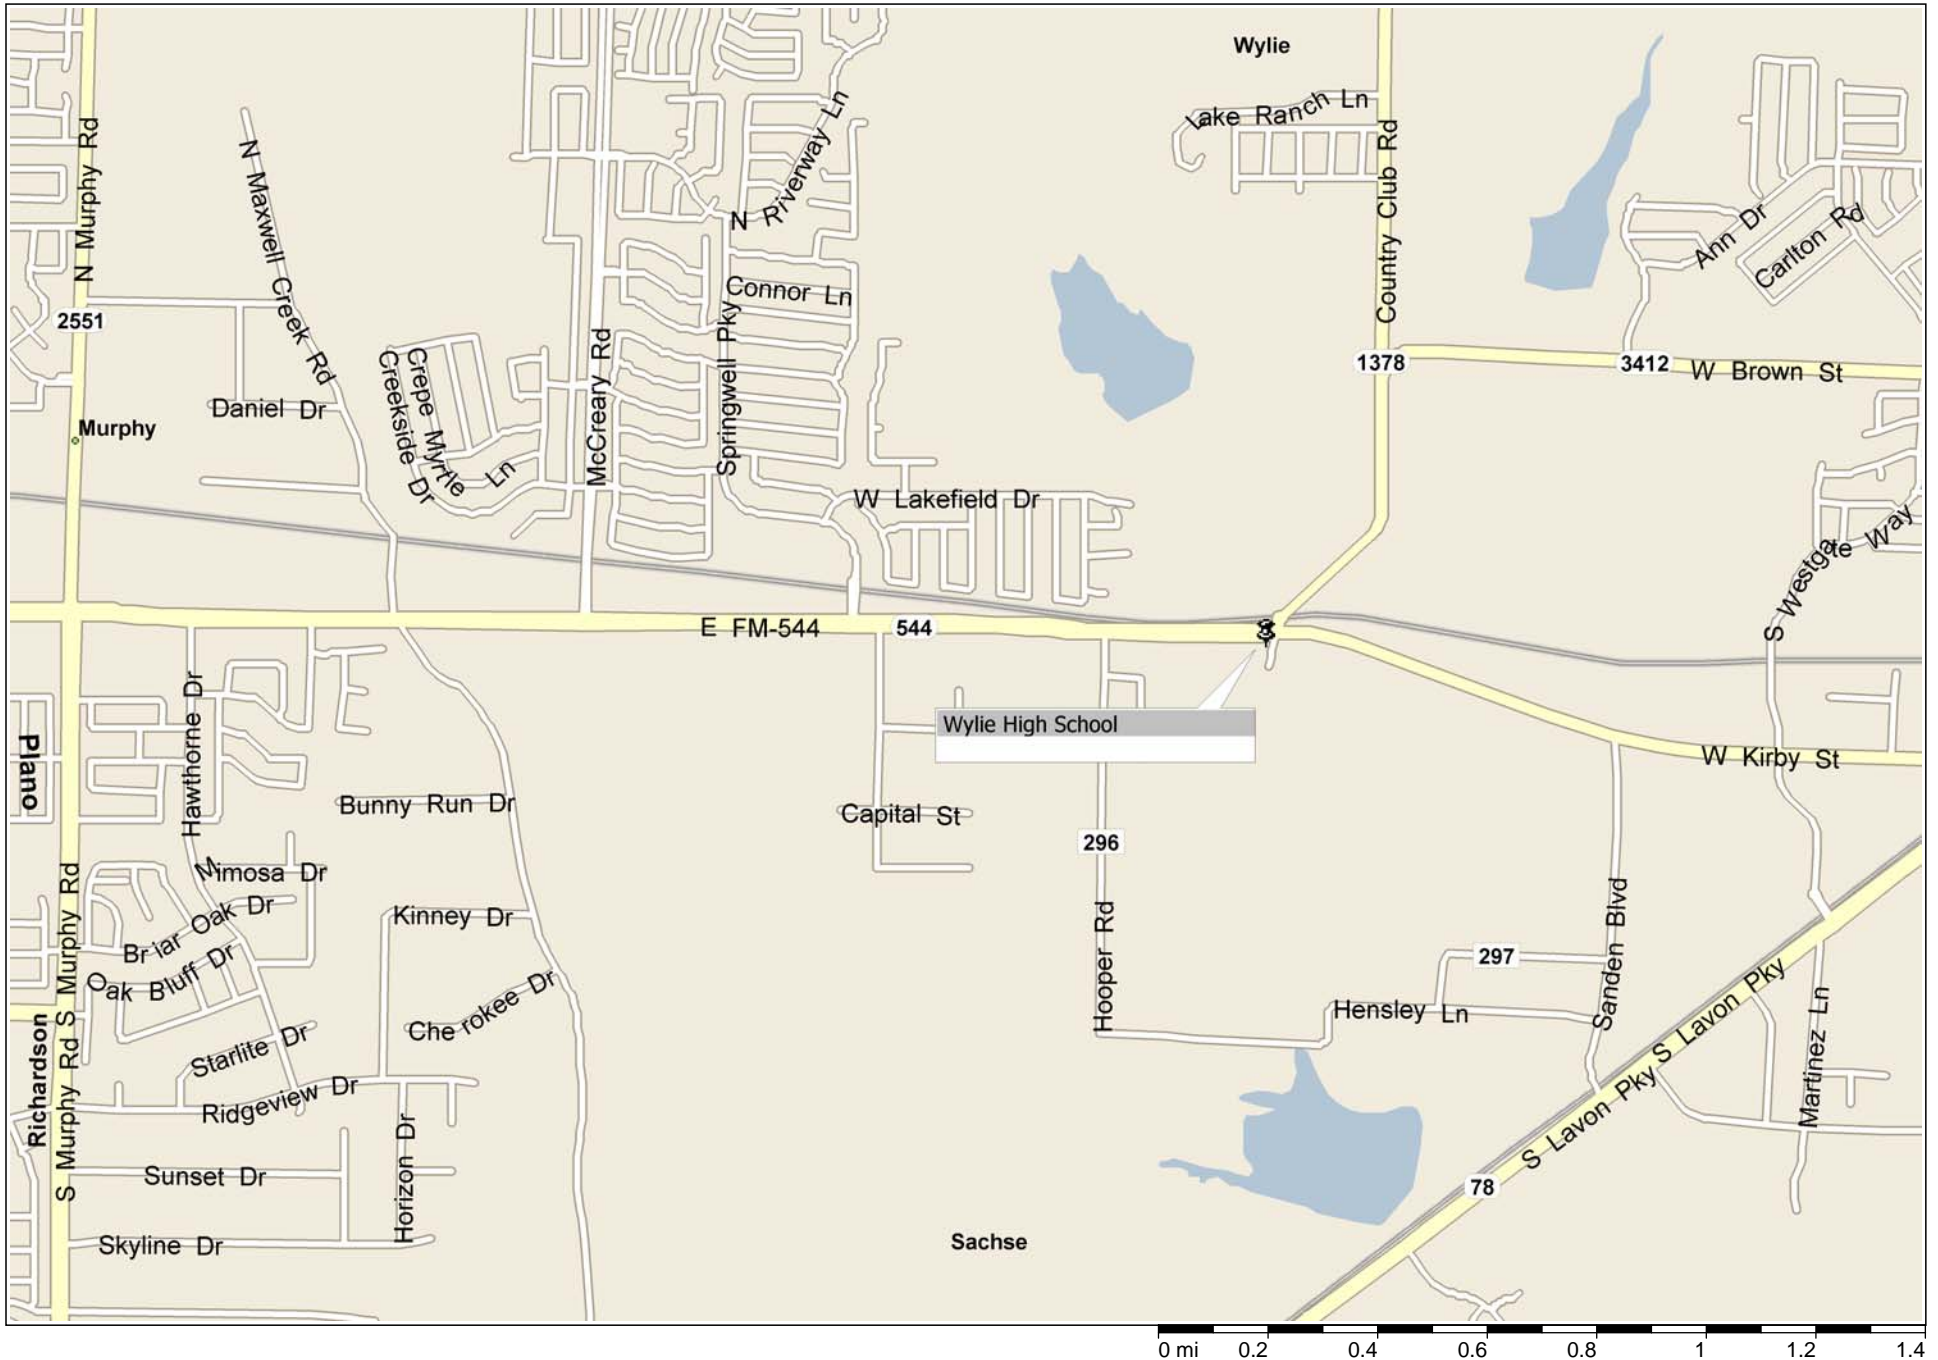 Wylie
Lake Ranch Ln
N Murphy Rd
N Maxwell Creek Rd
N Riverway Ln
Country Club Rd
Ann Dr
Carlton Rd
Connor Ln
2551
Springwell Pky
McCreary Rd
1378
3412
W Brown St
Crepe Myrtle Ln
Creekside Dr
Daniel Dr
Murphy
W Lakefield Dr
S Westgate Way
E FM-544
544
Wylie High School
Hawthorne Dr
Plano
W Kirby St
Bunny Run Dr
Capital St
296
Mimosa Dr
Briar Oak Dr
Kinney Dr
Hooper Rd
Sanden Blvd
297
Oak Bluff Dr
S Murphy Rd
Cherokee Dr
Hensley Ln
S Lavon Pky
Martinez Ln
Starlite Dr
Richardson
S Murphy Rd
Ridgeview Dr
S Lavon Pky
Horizon Dr
Sunset Dr
78
Skyline Dr
Sachse
0 mi 0.2 0.4 0.6 0.8 1 1.2 1.4